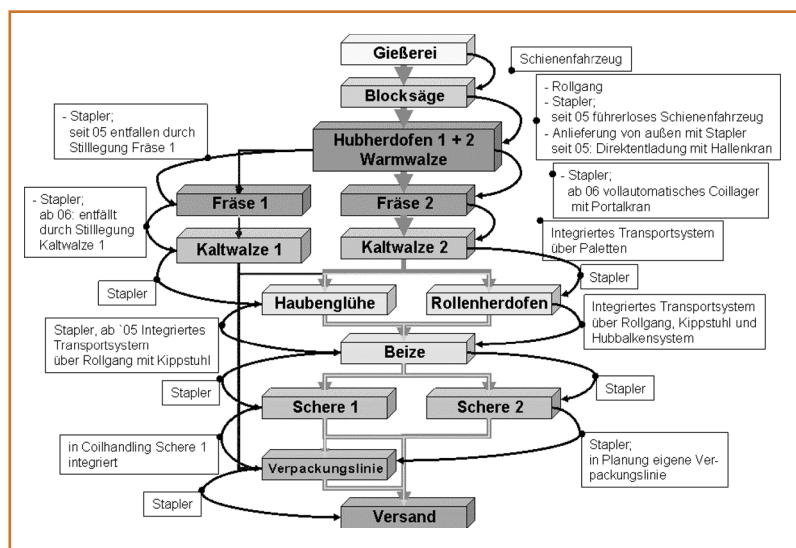 Gießerei
Schienenfahrzeug
Blocksäge
- Rollgang
- Stapler;
seit 05 führerloses Schienenfahrzeug
- Anlieferung von außen mit Stapler
seit 05: Direktentladung mit Hallenkran
- Stapler;
seit 05 entfallen durch
Stilllegung Fräse 1
Hubherdofen 1 + 2
Warmwalze
- Stapler;
ab 06 vollautomatisches Coillager
mit Portalkran
Fräse 1
Fräse 2
- Stapler;
ab 06: entfällt
durch Stilllegung
Kaltwalze 1
Kaltwalze 1
Kaltwalze 2
Integriertes Transportsystem
über Paletten
Stapler
Stapler
Haubenglühe
Rollenherdofen
Integriertes Transportsystem
über Rollgang, Kippstuhl und
Hubbalkensystem
Stapler, ab `05 Integriertes
Transportsystem
über Rollgang mit Kippstuhl
Beize
Stapler
Stapler
Schere 1
Schere 2
in Coilhandling Schere 1
integriert
Stapler;
in Planung eigene Ver-
packungslinie
Verpackungslinie
Stapler
Versand